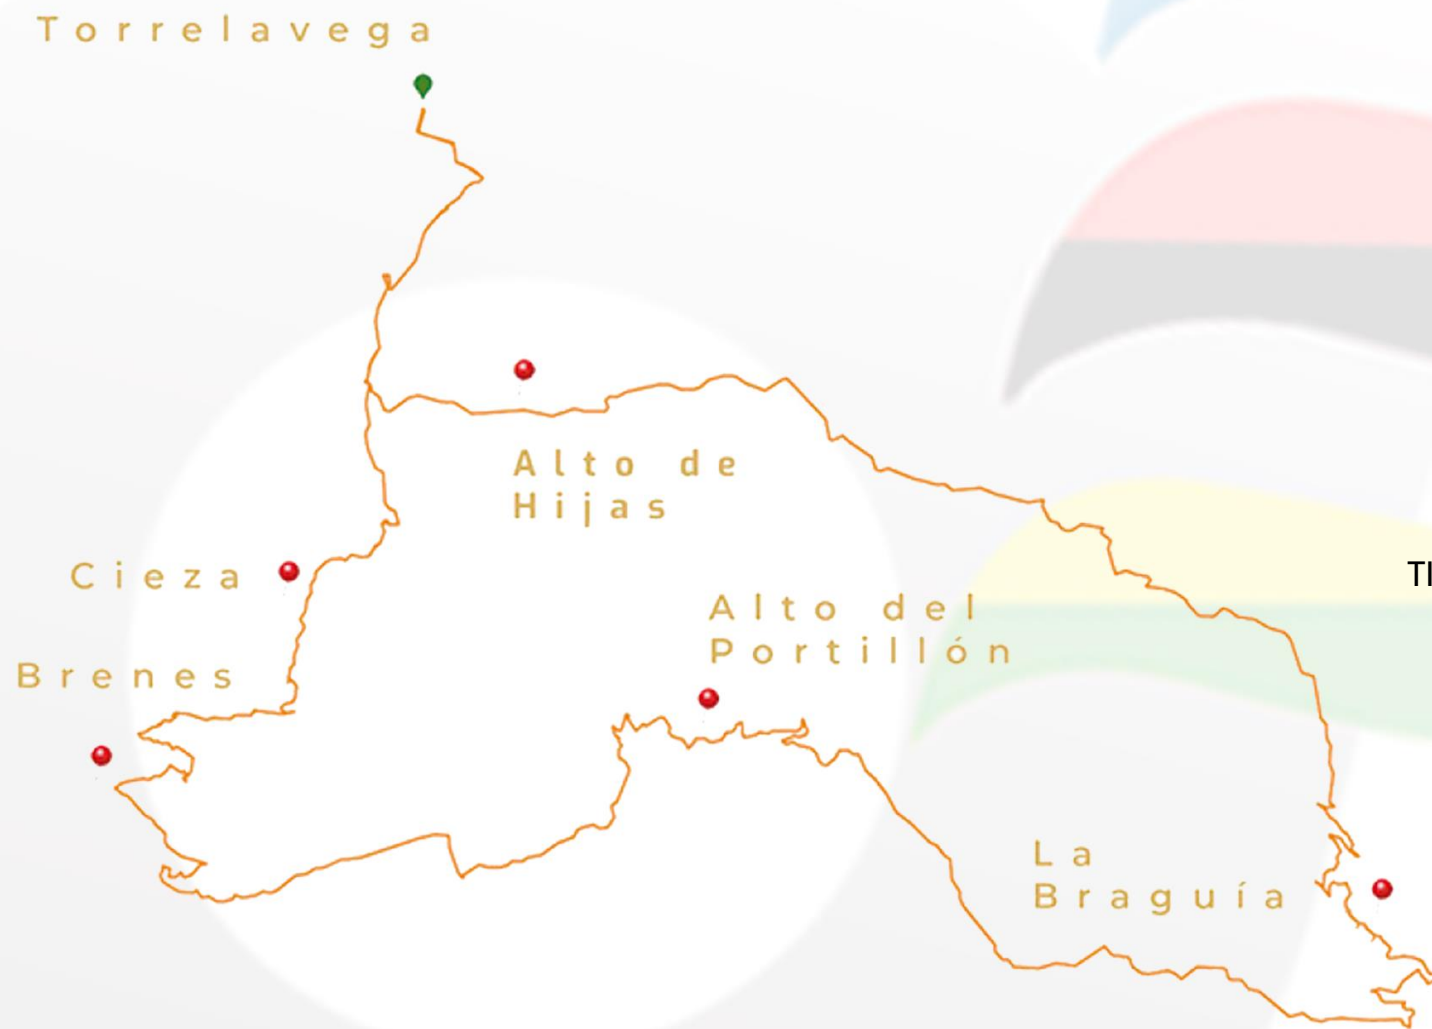 Torrelavega
Alto de
Hijas
Cieza
Alto del
Portillón
Brenes
La
Braguía